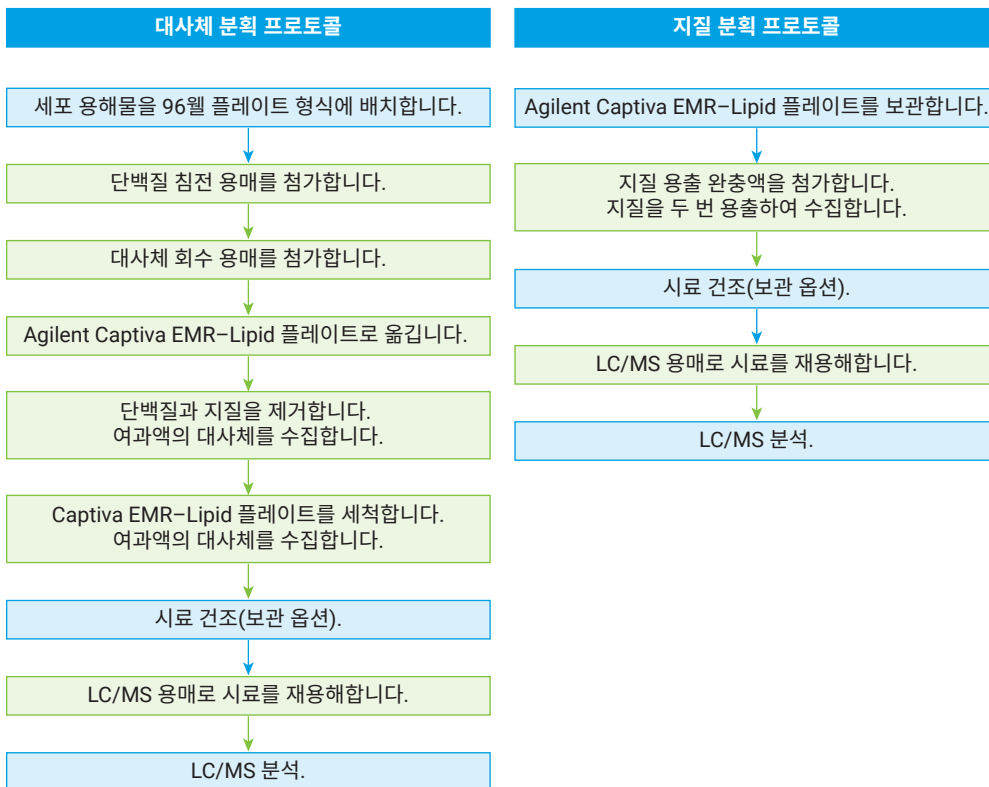 대사체 분획 프로토콜
세포 용해물을 96웰 플레이트 형식에 배치합니다.
단백질 침전 용매를 첨가합니다.
대사체 회수 용매를 첨가합니다.
Agilent Captiva EMR–Lipid 플레이트로 옮깁니다.
단백질과 지질을 제거합니다.
여과액의 대사체를 수집합니다.
Captiva EMR–Lipid 플레이트를 세척합니다.
여과액의 대사체를 수집합니다.
시료 건조(보관 옵션).
LC/MS 용매로 시료를 재용해합니다.
LC/MS 분석.
지질 분획 프로토콜
Agilent Captiva EMR–Lipid 플레이트를 보관합니다.
지질 용출 완충액을 첨가합니다.
지질을 두 번 용출하여 수집합니다.
시료 건조(보관 옵션).
LC/MS 용매로 시료를 재용해합니다.
LC/MS 분석.